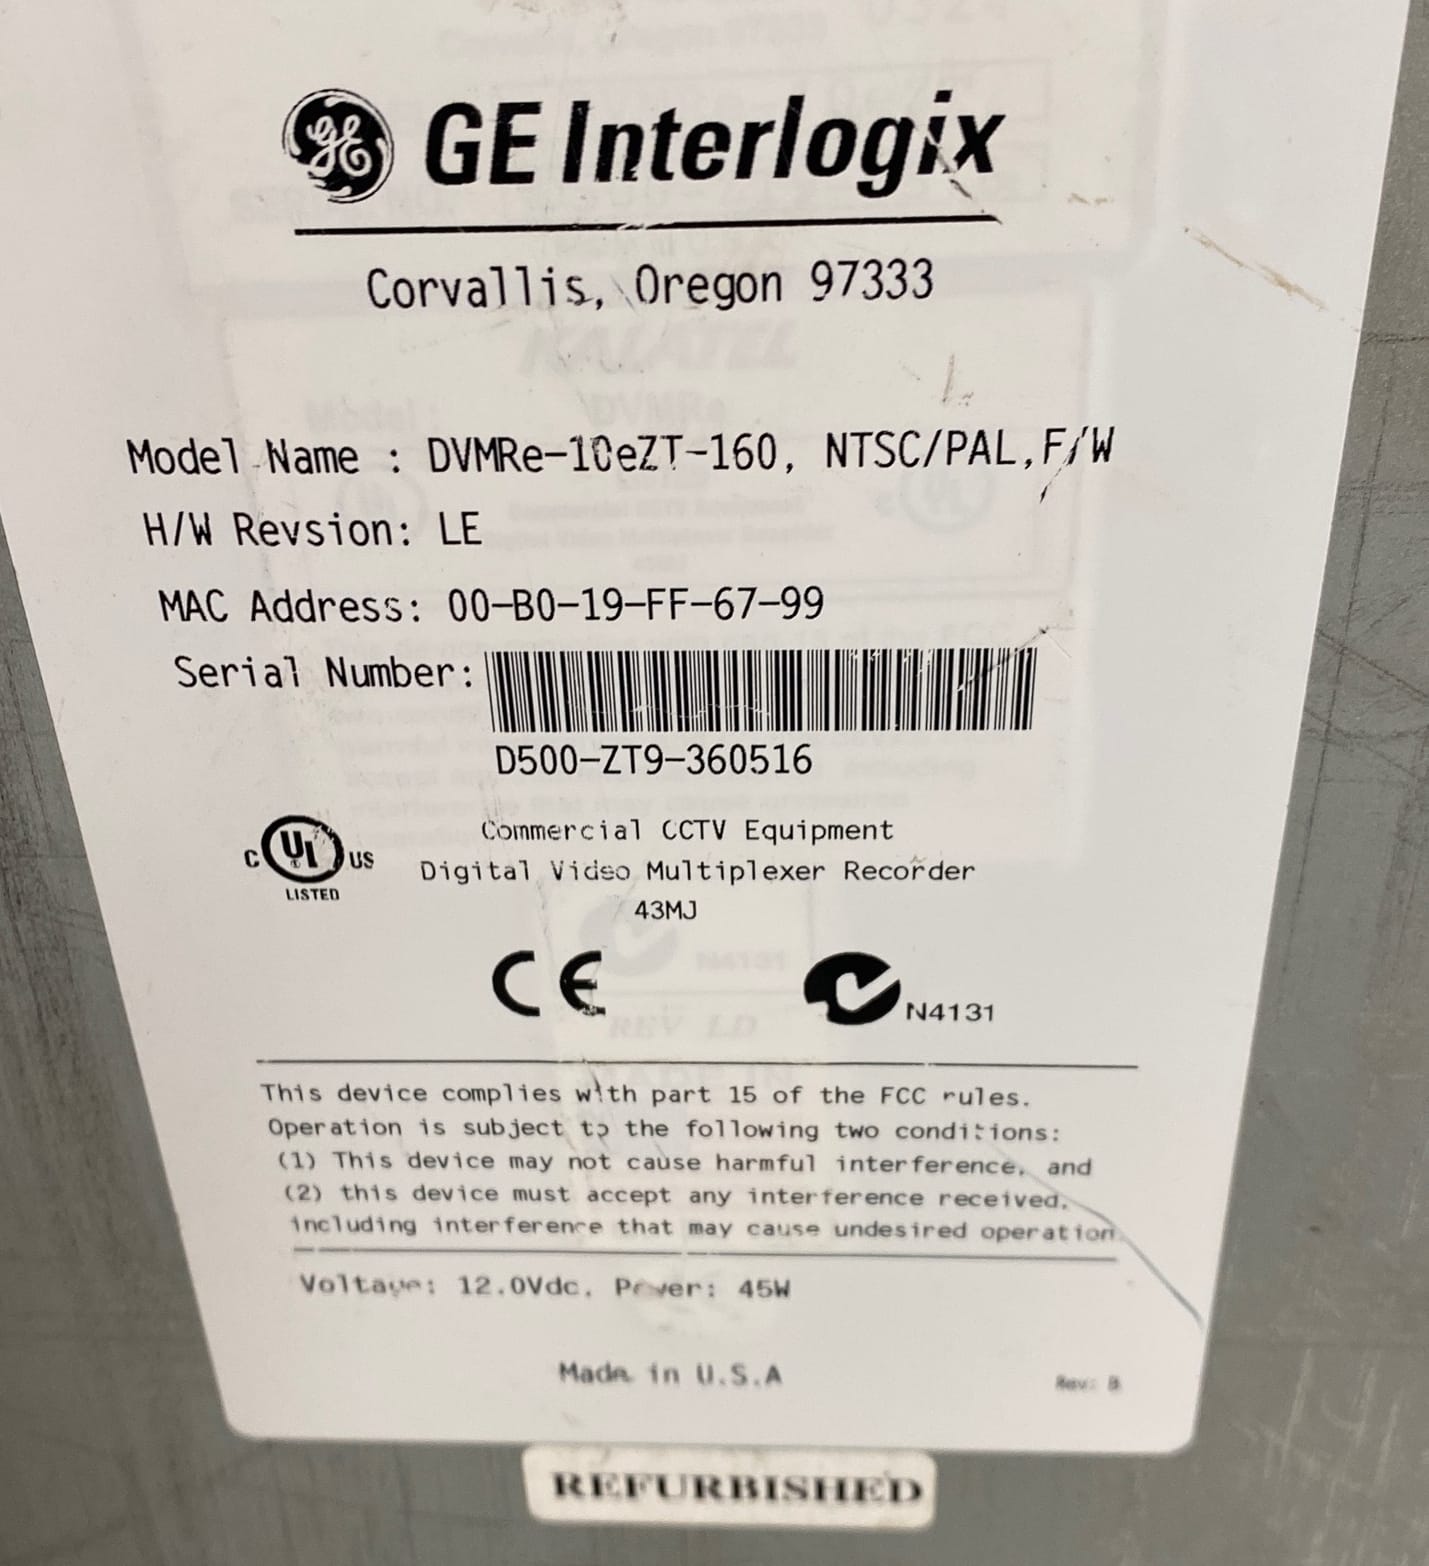 GE Interlogix
Corvallis, Oregon 97333
Model Name : DVMRe-10eZT-160, NTSC/PAL,F/W
H/W Revsion: LE
MAC Address: 00-B0-19-FF-67-99
Serial Number:
D500-ZT9-360516
C UL US
LISTED
Commercial CCTV Equipment
Digital Video Multiplexer Recorder
43MJ
CE
N4131
This device complies with part 15 of the FCC rules.
Operation is subject to the following two conditions:
(1) This device may not cause harmful interference, and
(2) this device must accept any interference received,
including interference that may cause undesired operation.
Voltage: 12.0Vdc, Power: 45W
Made in U.S.A
Rev: B
REFURBISHED